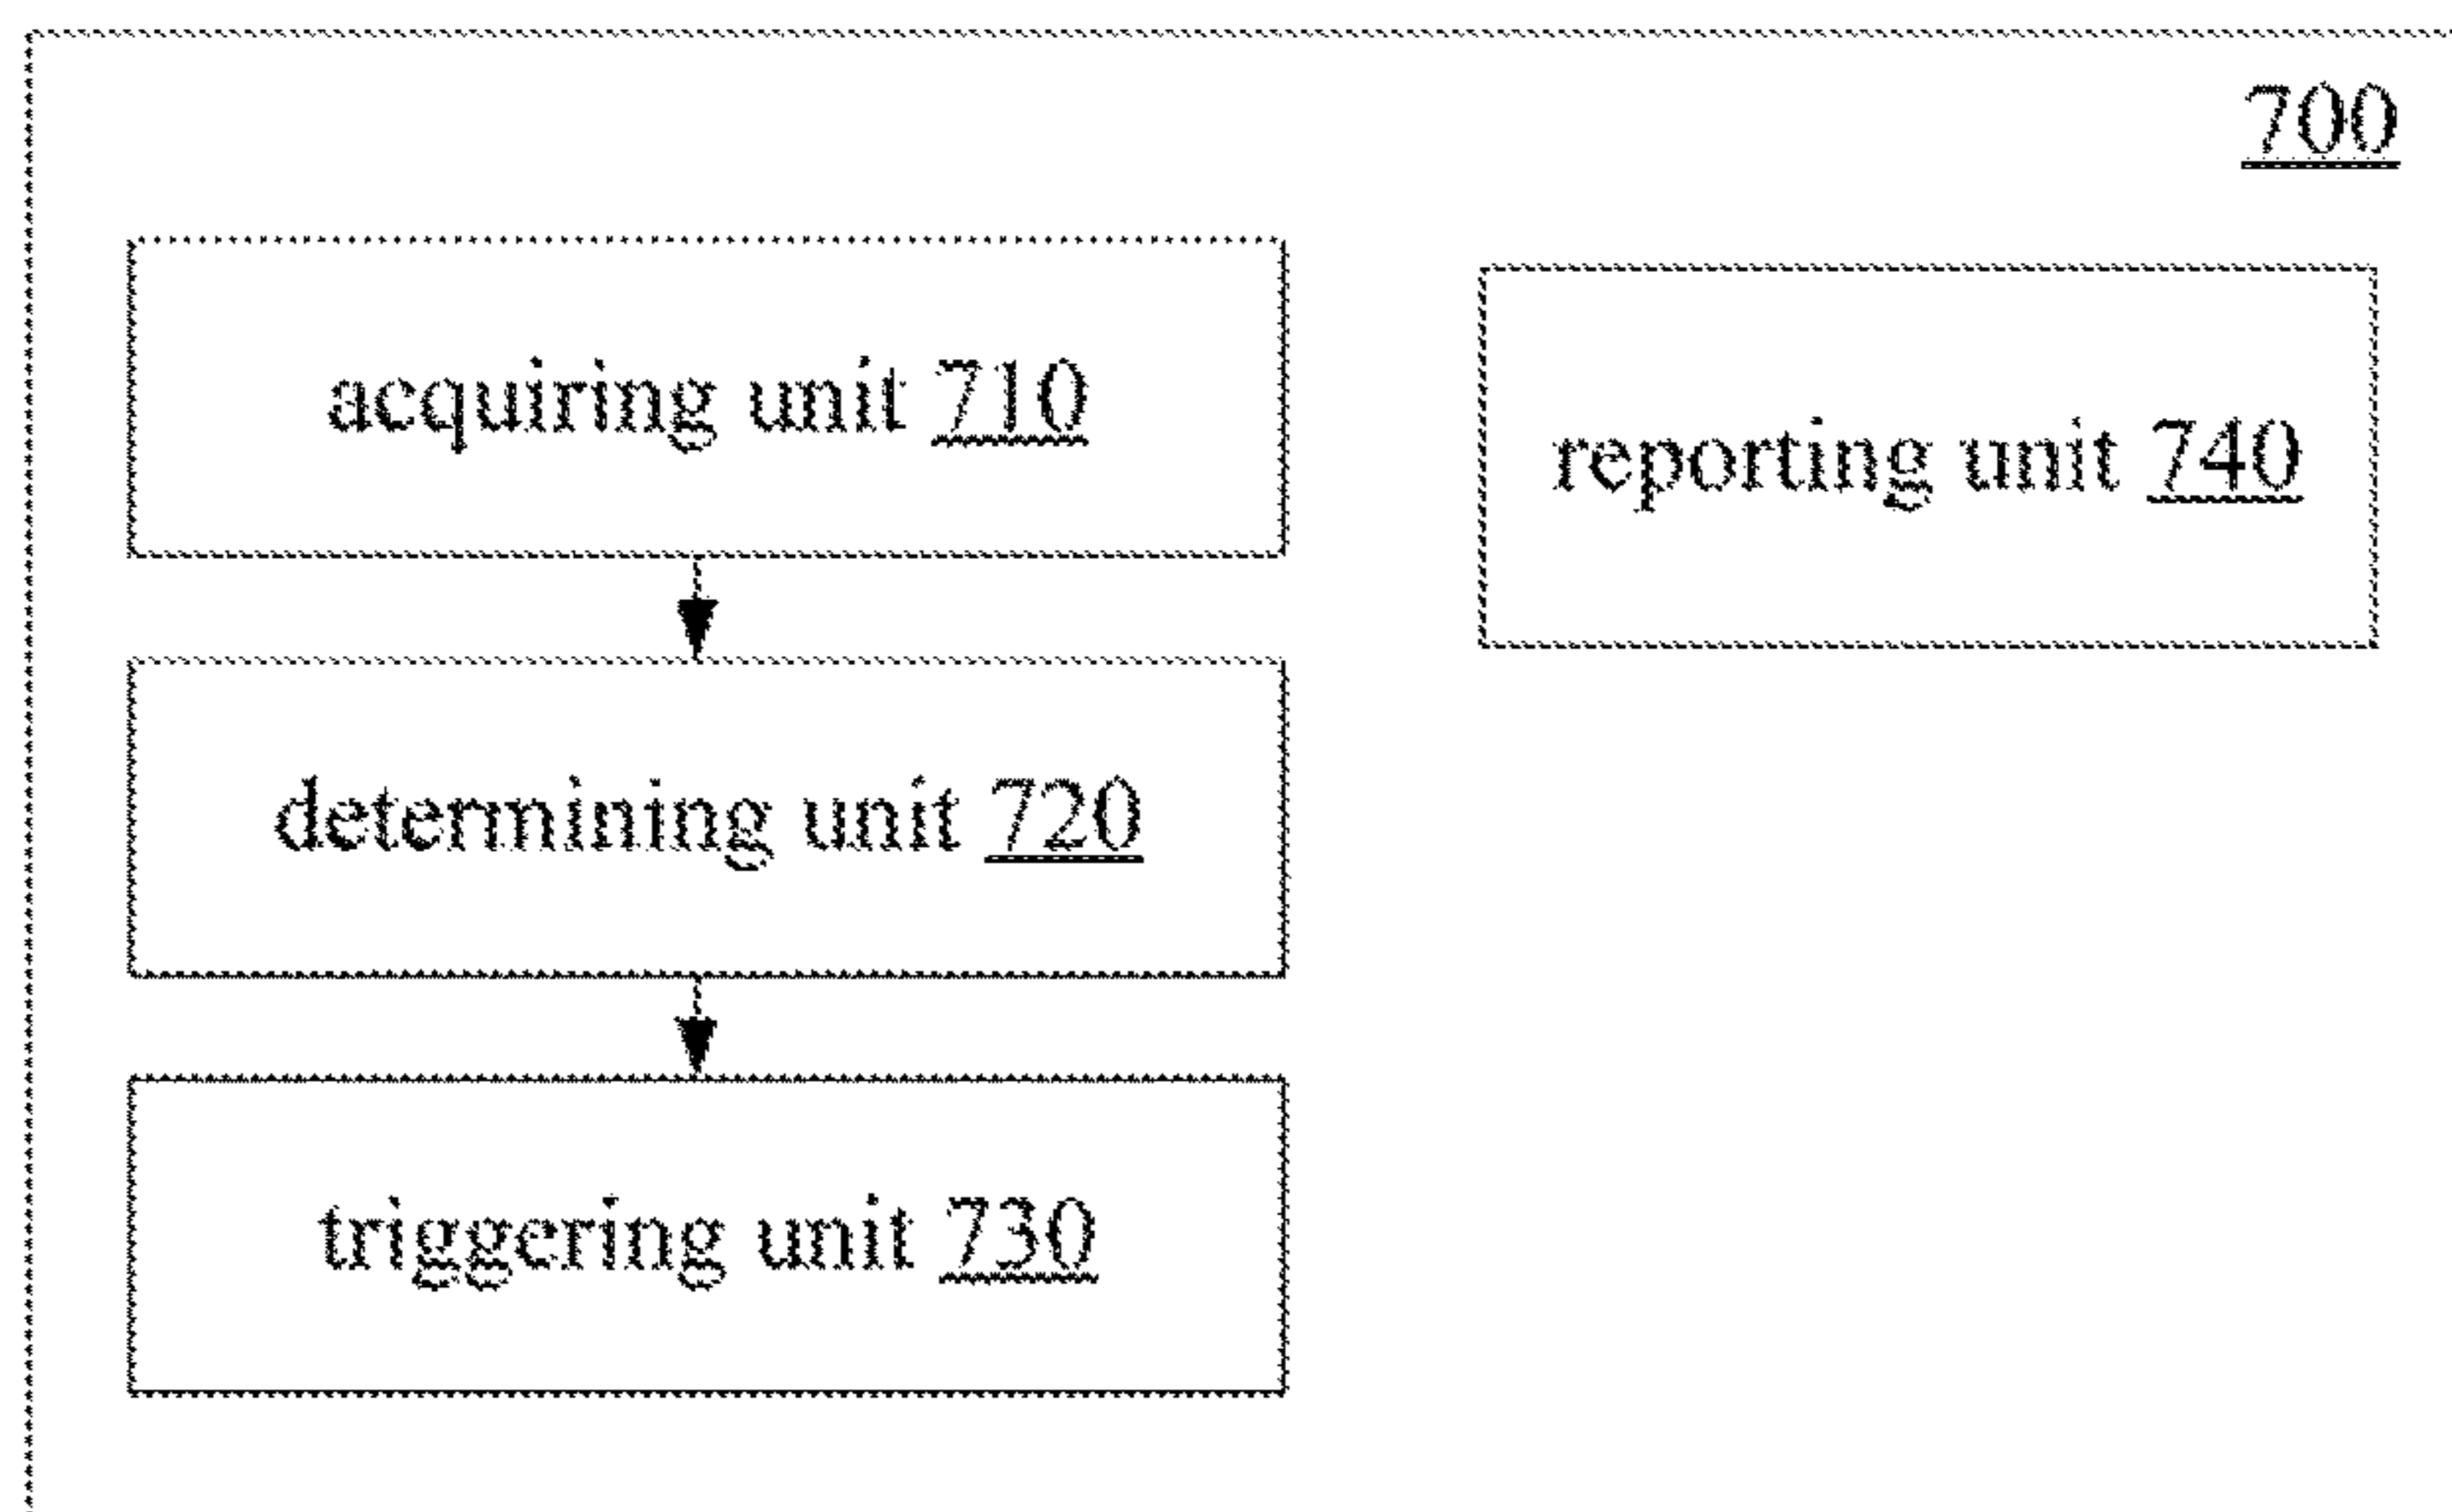 700
acquiring unit 710
reporting unit 740
determining unit 720
triggering unit 730